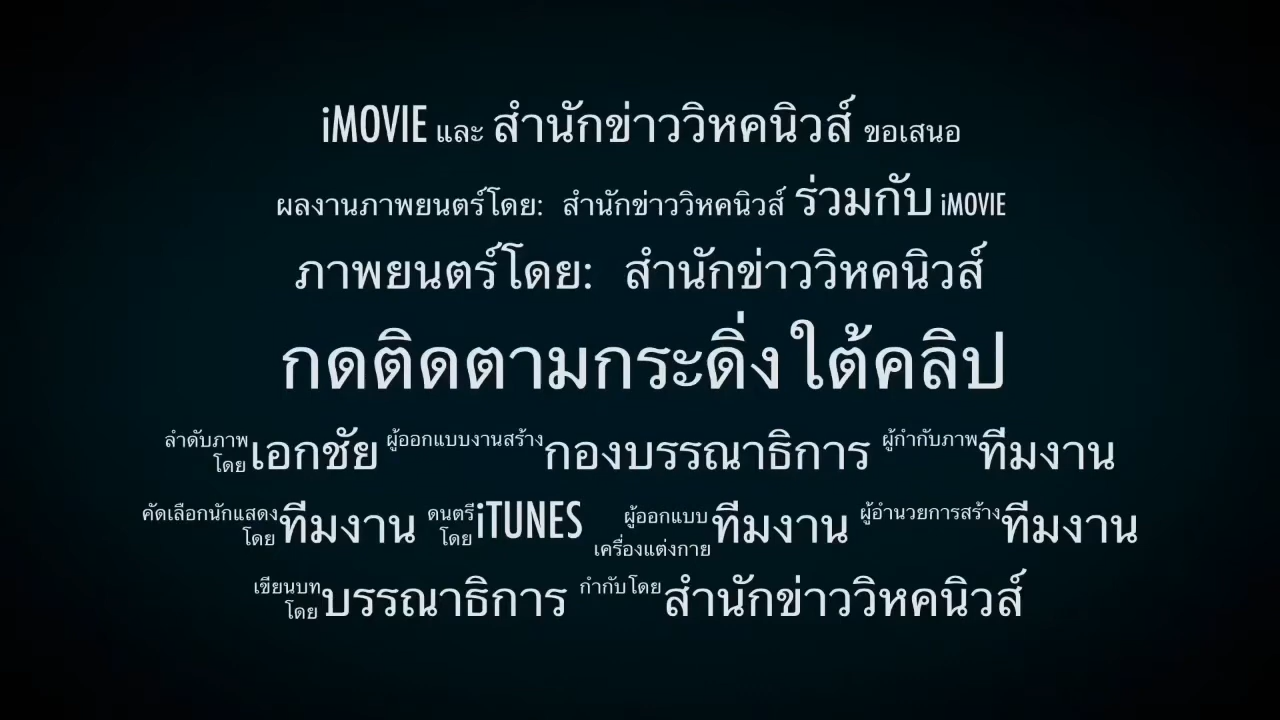 iMOVIE และ สำนักข่าววิหคนิวส์ ขอเสนอ
ผลงานภาพยนตร์โดย: สำนักข่าววิหคนิวส์ ร่วมกับ iMOVIE
ภาพยนตร์โดย: สำนักข่าววิหคนิวส์
กดติดตามกระดิ่ง ใต้คลิป
ลำดับภาพโดย เอกชัย ผู้ออกแบบงานสร้าง กองบรรณาธิการ ผู้กำกับภาพ ทีมงาน
คัดเลือกนักแสดงโดย ทีมงาน ดนตรีโดย iTUNES ผู้ออกแบบเครื่องแต่งกาย ทีมงาน ผู้อำนวยการสร้าง ทีมงาน
เขียนบทโดย บรรณาธิการ กำกับโดย สำนักข่าววิหคนิวส์